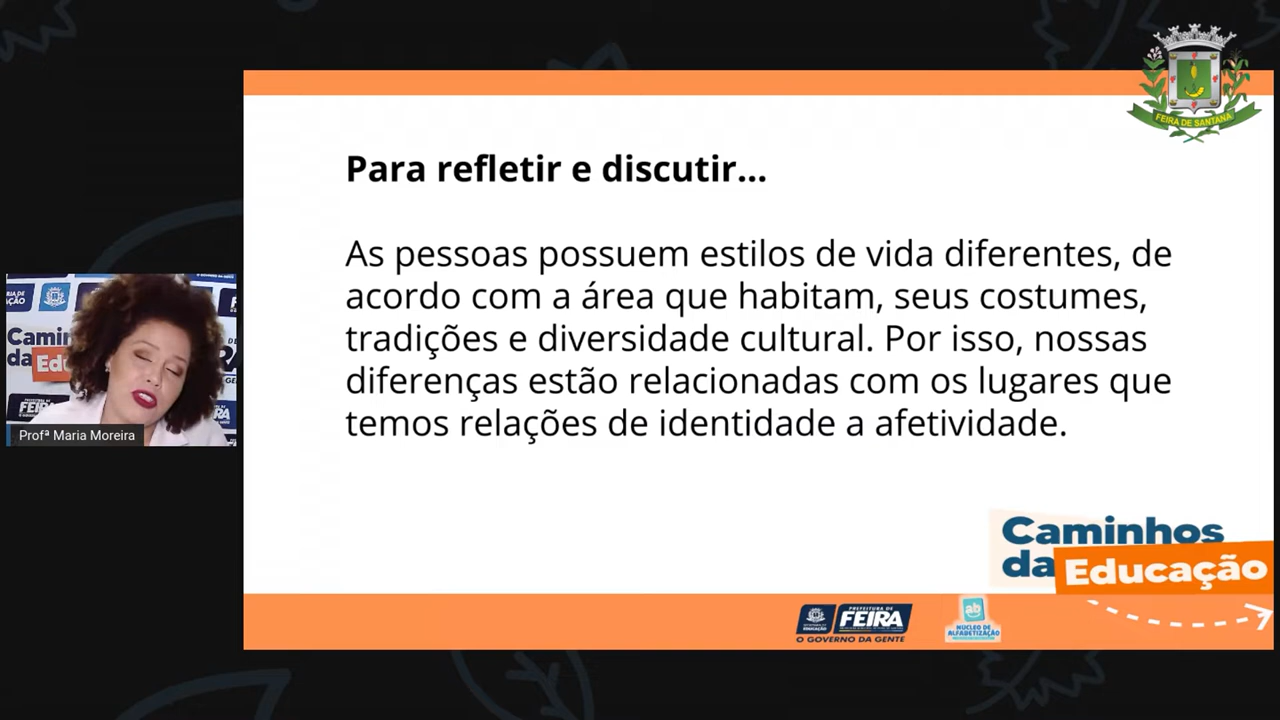 FEIRA DE SANTANA
Para refletir e discutir...
As pessoas possuem estilos de vida diferentes, de
acordo com a área que habitam, seus costumes,
tradições e diversidade cultural. Por isso, nossas
diferenças estão relacionadas com os lugares que
temos relações de identidade a afetividade.
Profª Maria Moreira
Caminhos
da Educação
EDUCAÇÃO
PREFEITURA DE
FEIRA
O GOVERNO DA GENTE
ab
NÚCLEO DE
ALFABETIZAÇÃO